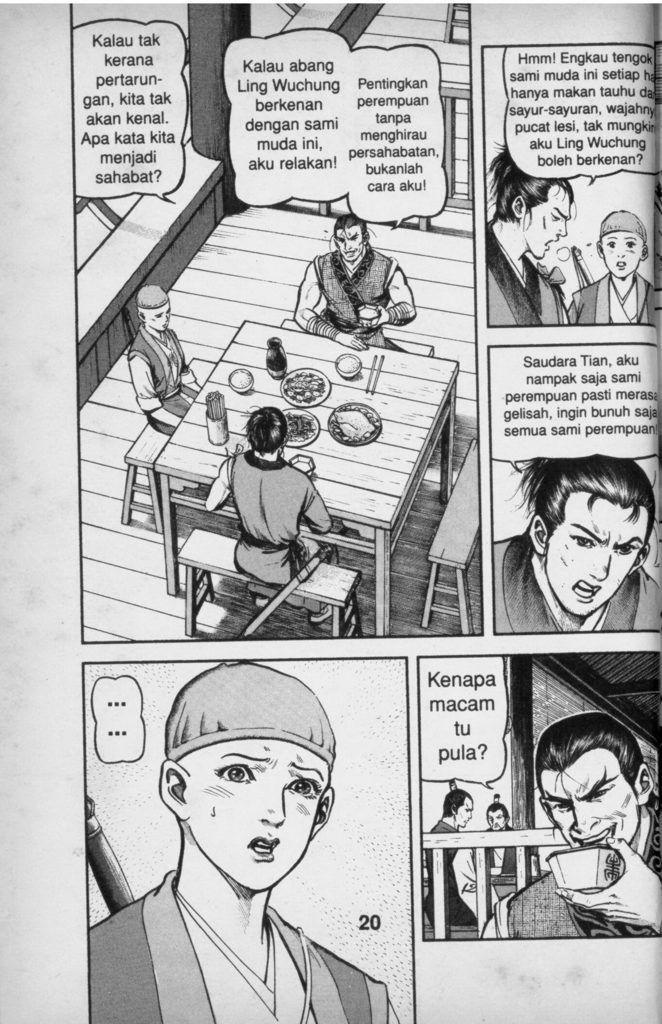 Kalau tak
kerana
pertarun-
gan, kita tak
akan kenal.
Apa kata kita
menjadi
sahabat?
Kalau abang
Ling Wuchung
berkenan
dengan sami
muda ini,
aku relakan!
Pentingkan
perempuan
tanpa
menghirau
persahabatan,
bukanlah
cara aku!
Hmm! Engkau tengok
sami muda ini setiap
hanya makan tauhu
sayur-sayuran,
pucat lesi, tak
aku Ling Wuchung
boleh berkenan?
Saudara Tian, aku
nampak saja sami
perempuan pasti
gelisah, ingin bunuh saja
semua sami perempuan!
...
...
Kenapa
macam
tu
pula?
20